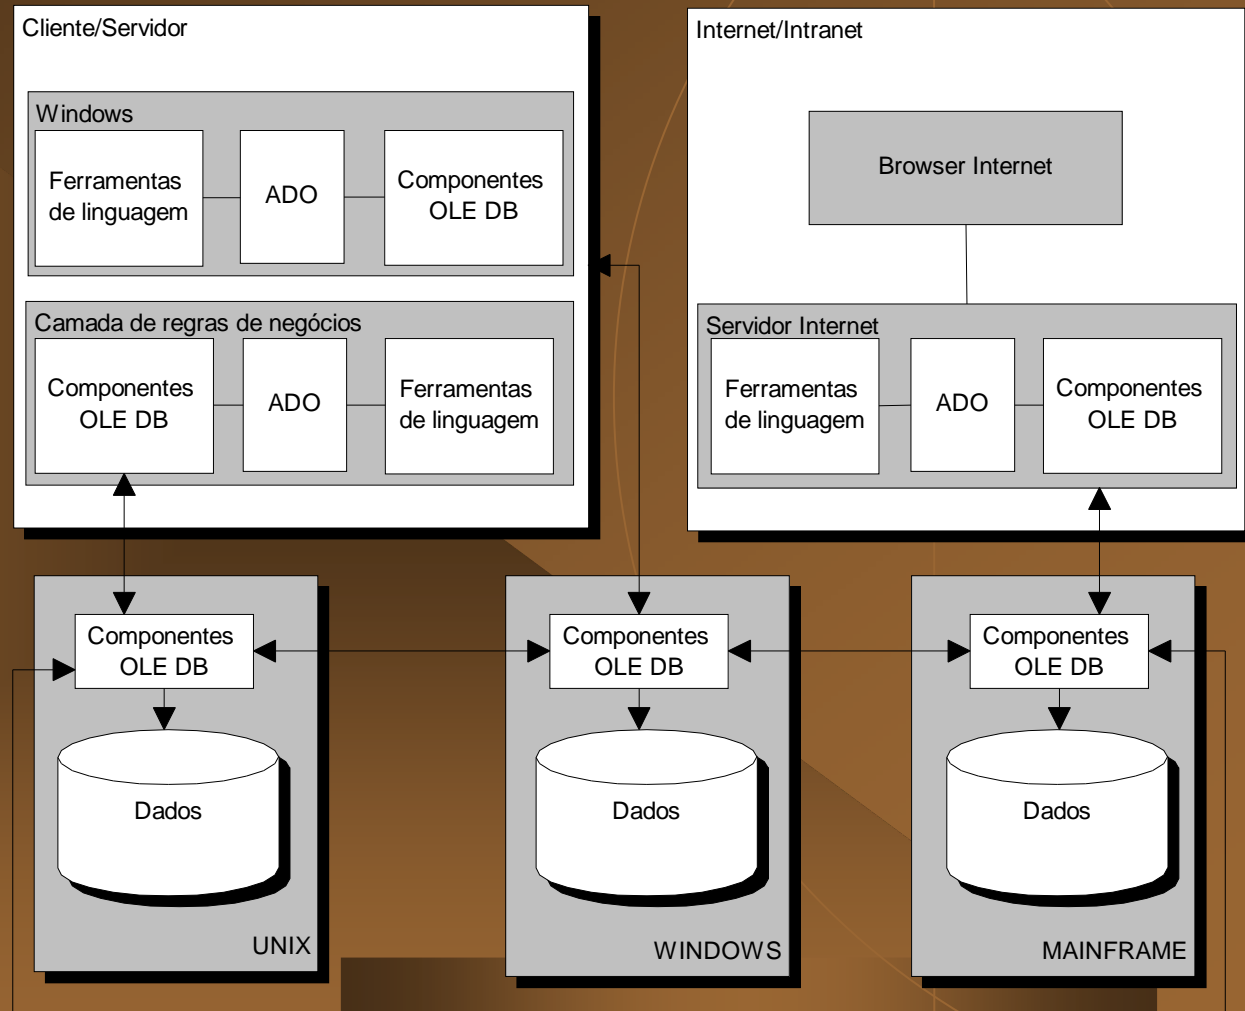 Cliente/Servidor
Windows
Ferramentas
de linguagem
ADO
Componentes
OLE DB
Camada de regras de negócios
Componentes
OLE DB
ADO
Ferramentas
de linguagem
Internet/Intranet
Browser Internet
Servidor Internet
Ferramentas
de linguagem
ADO
Componentes
OLE DB
Componentes
OLE DB
Dados
UNIX
Componentes
OLE DB
Dados
WINDOWS
Componentes
OLE DB
Dados
MAINFRAME